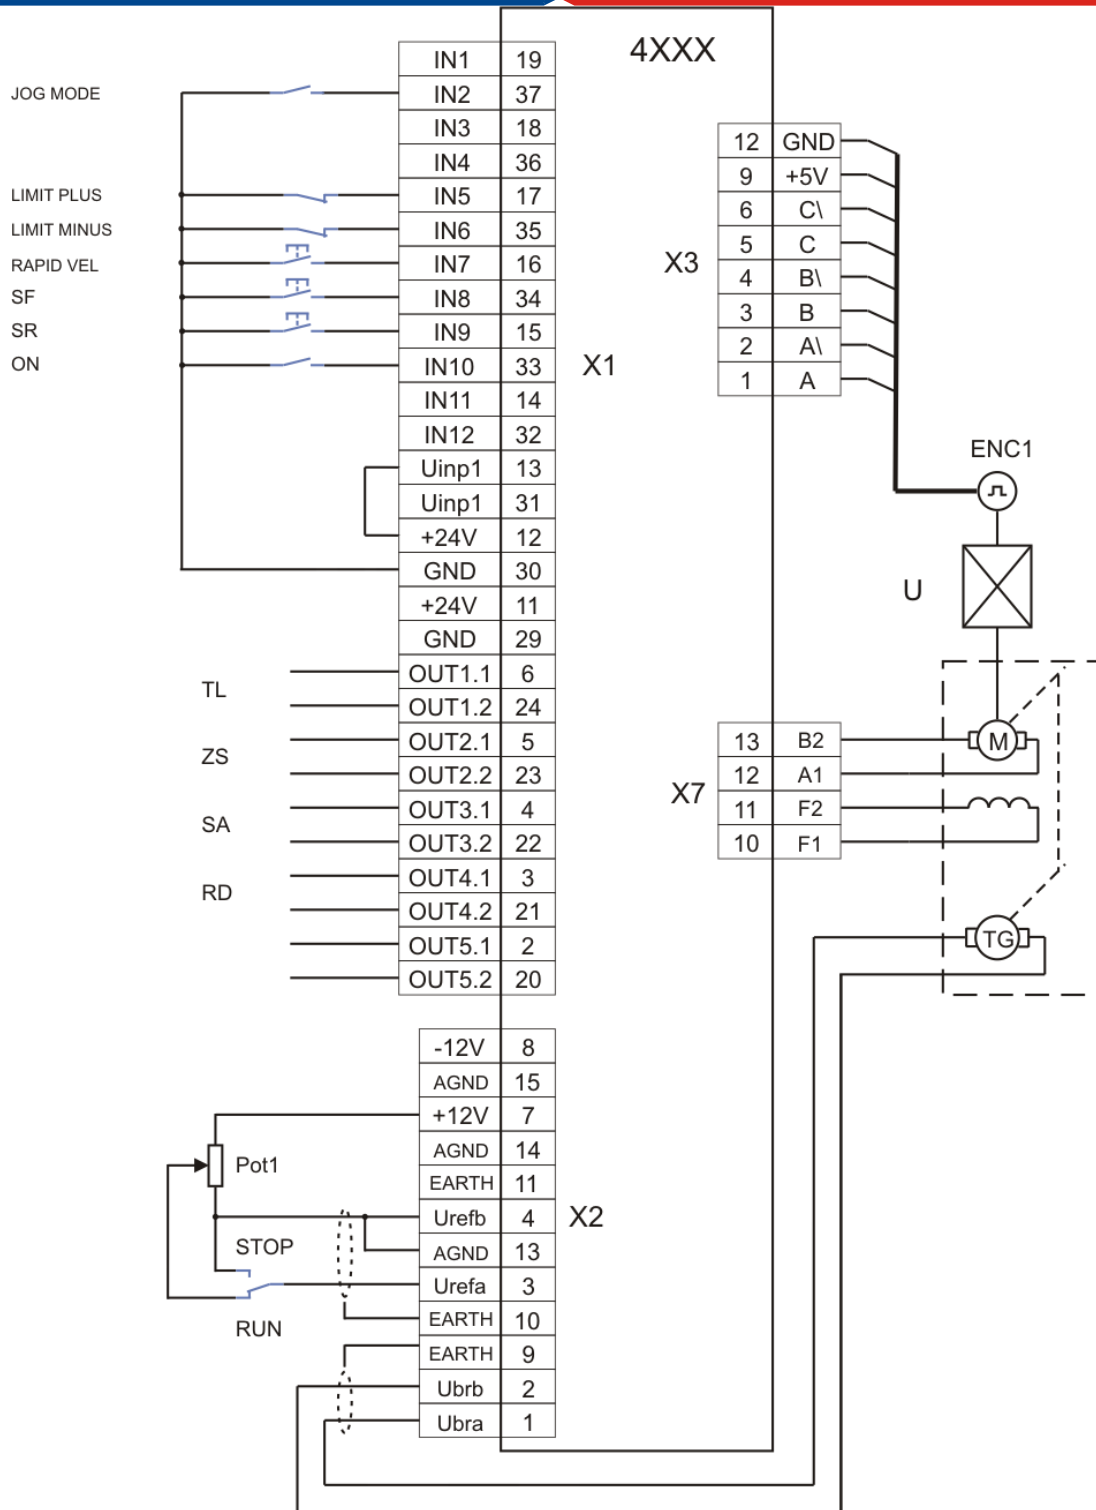 4XXX
IN1 19
JOG MODE IN2 37
IN3 18
IN4 36
LIMIT PLUS IN5 17
LIMIT MINUS IN6 35
RAPID VEL IN7 16
SF IN8 34
SR IN9 15
ON IN10 33
X1
IN11 14
IN12 32
Uinp1 13
Uinp1 31
+24V 12
GND 30
+24V 11
GND 29
TL
OUT1.1 6
OUT1.2 24
ZS
OUT2.1 5
OUT2.2 23
SA
OUT3.1 4
OUT3.2 22
RD
OUT4.1 3
OUT4.2 21
OUT5.1 2
OUT5.2 20
12 GND
9 +5V
6 C\
5 C
X3
4 B\
3 B
2 A\
1 A
ENC1
U
13 B2
12 A1
X7
11 F2
10 F1
M
TG
-12V 8
AGND 15
+12V 7
AGND 14
Pot1
EARTH 11
Urefb 4
X2
STOP
AGND 13
Urefa 3
RUN
EARTH 10
EARTH 9
Ubrb 2
Ubra 1